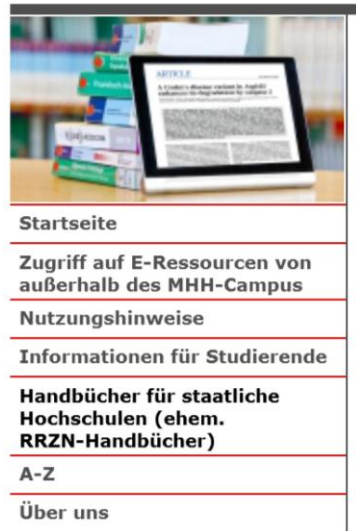 ARTICLE
Startseite
Zugriff auf E-Ressourcen von
außerhalb des MHH-Campus
Nutzungshinweise
Informationen für Studierende
Handbücher für staatliche
Hochschulen (ehem.
RRZN-Handbücher)
A-Z
Über uns